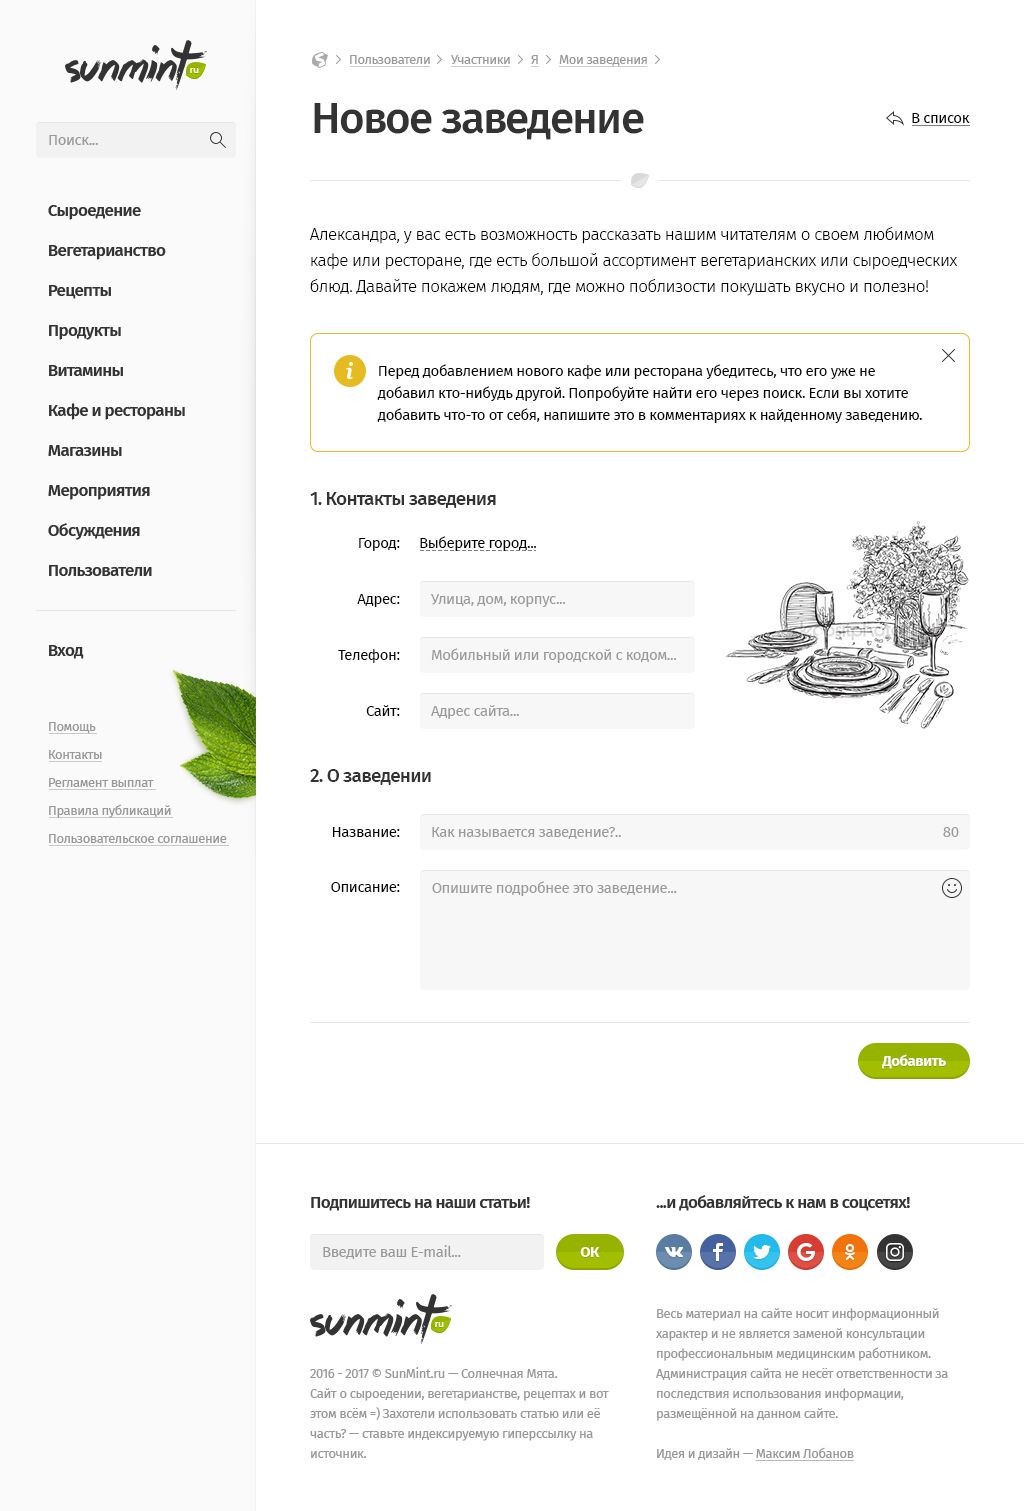 sunmint ru
Поиск...
Сыроедение
Вегетарианство
Рецепты
Продукты
Витамины
Кафе и рестораны
Магазины
Мероприятия
Обсуждения
Пользователи
Вход
Помощь
Контакты
Регламент выплат
Правила публикаций
Пользовательское соглашение
Пользователи > Участники > Я > Мои заведения >
Новое заведение
В список
Александра, у вас есть возможность рассказать нашим читателям о своем любимом
кафе или ресторане, где есть большой ассортимент вегетарианских или сыроедческих
блюд. Давайте покажем людям, где можно поблизости покушать вкусно и полезно!
Перед добавлением нового кафе или ресторана убедитесь, что его уже не
добавил кто-нибудь другой. Попробуйте найти его через поиск. Если вы хотите
добавить что-то от себя, напишите это в комментариях к найденному заведению.
1. Контакты заведения
Город: Выберите город...
Адрес: Улица, дом, корпус...
Телефон: Мобильный или городской с кодом...
Сайт: Адрес сайта...
2. О заведении
Название: Как называется заведение?.. 80
Описание: Опишите подробнее это заведение...
Добавить
Подпишитесь на наши статьи!
Введите ваш E-mail...
ОК
sunmint ru
2016 - 2017 © SunMint.ru — Солнечная Мята.
Сайт о сыроедении, вегетарианстве, рецептах и вот
этом всём =) Захотели использовать статью или её
часть? — ставьте индексируемую гиперссылку на
источник.
...и добавляйтесь к нам в соцсетях!
Весь материал на сайте носит информационный
характер и не является заменой консультации
профессиональным медицинским работником.
Администрация сайта не несёт ответственности за
последствия использования информации,
размещённой на данном сайте.
Идея и дизайн — Максим Лобанов